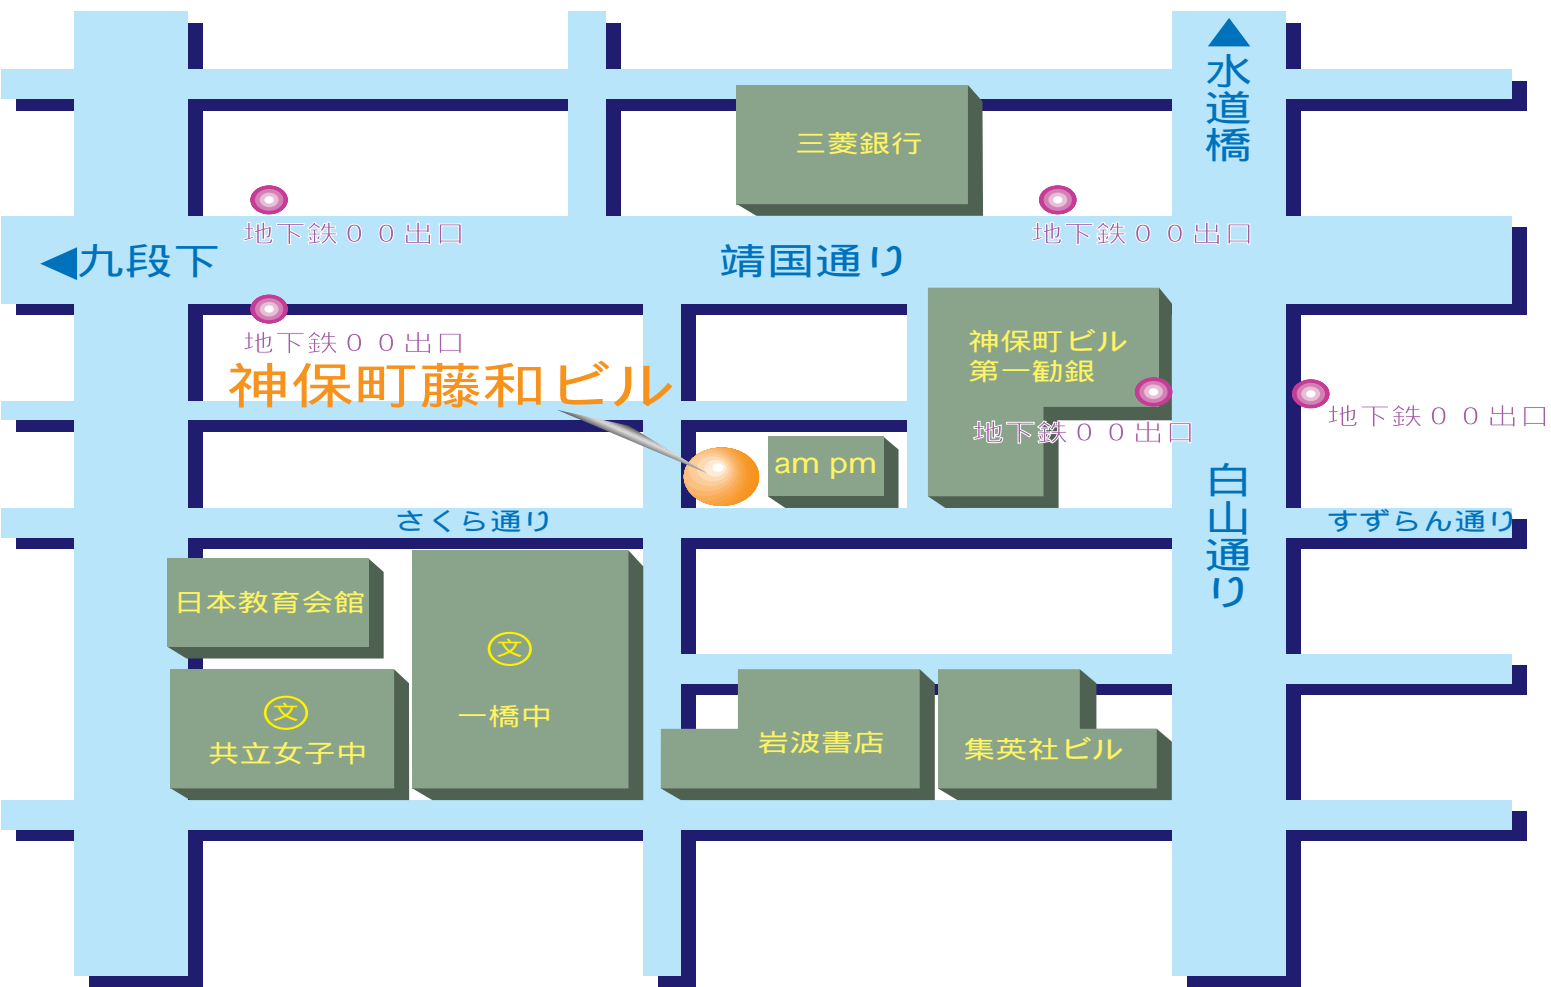 水道橋
三菱銀行
地下鉄００出口
地下鉄００出口
九段下
靖国通り
地下鉄００出口
神保町ビル
第一勧銀
神保町藤和ビル
地下鉄００出口
地下鉄００出口
am pm
白山通り
さくら通り
すずらん通り
日本教育会館
文
一橋中
文
共立女子中
岩波書店
集英社ビル